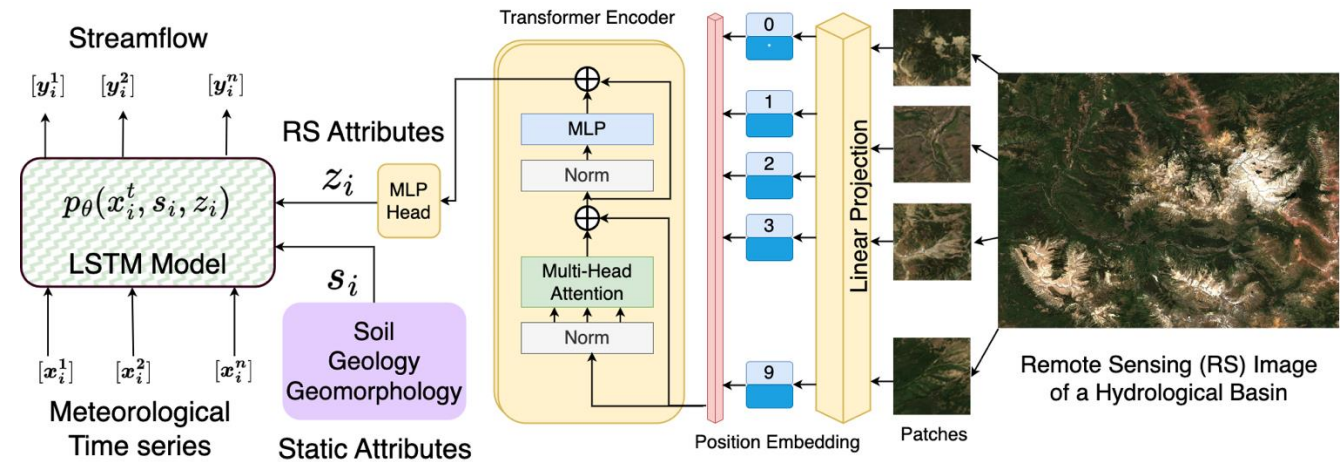 Streamflow
[y_i^1]
[y_i^2]
[y_i^n]
p_θ(x_i^t, s_i, z_i)
LSTM Model
[x_i^1]
[x_i^2]
[x_i^n]
Meteorological
Time series
RS Attributes
z_i
MLP
Head
s_i
Soil
Geology
Geomorphology
Static Attributes
Transformer Encoder
MLP
Norm
Multi-Head
Attention
Norm
0
*
1
2
3
9
Position Embedding
Linear Projection
Patches
Remote Sensing (RS) Image
of a Hydrological Basin